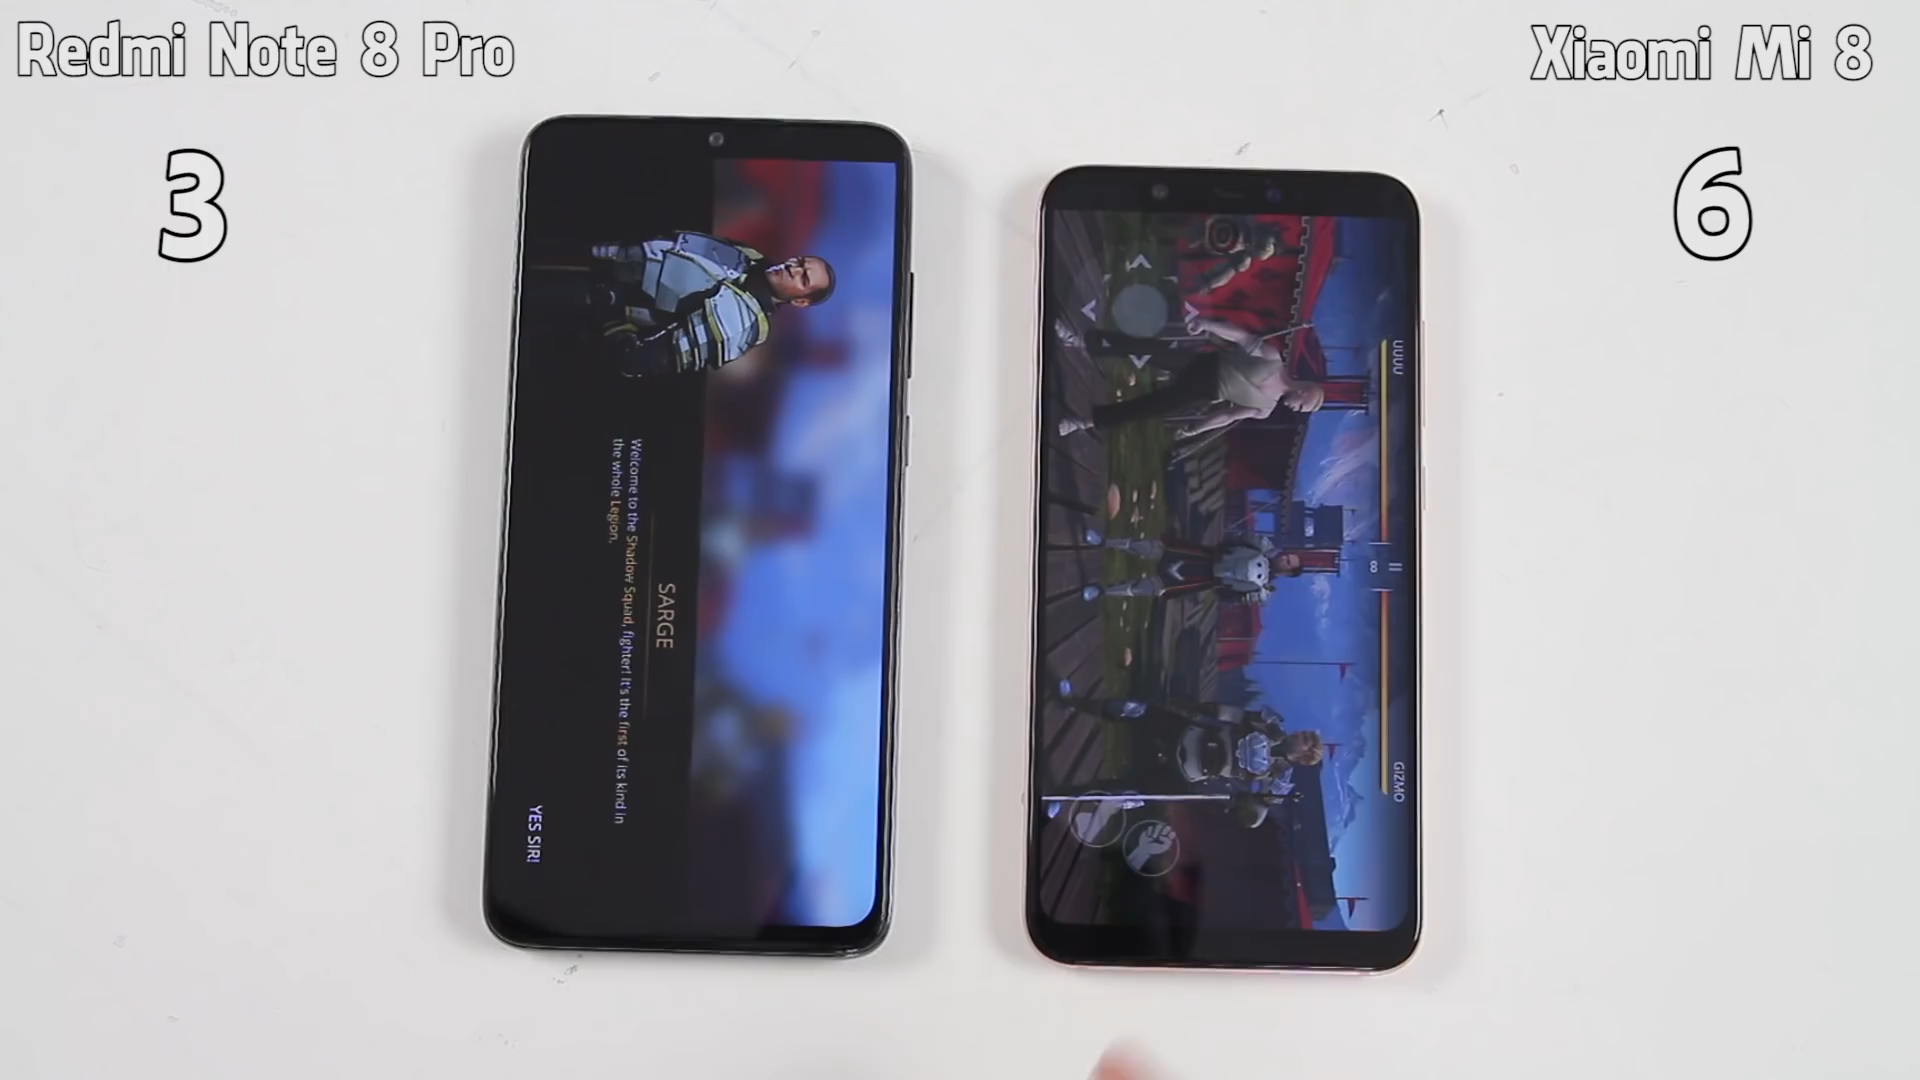 Redmi Note 8 Pro
Xiaomi Mi 8
3
6
SARGE
Welcome to the Shadow Squad, fighter! It's the first of its kind in
the whole Legion.
YES SIR!
UUUU
∞
GIZMO